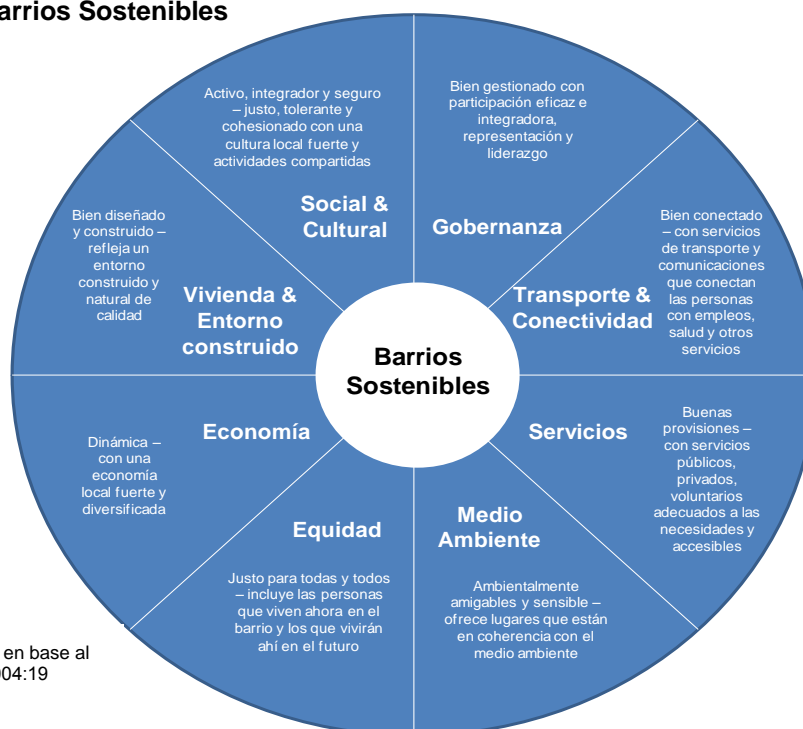 Barrios Sostenibles
Activo, integrador y seguro
– justo, tolerante y
cohesionado con una
cultura local fuerte y
actividades compartidas
Social &
Cultural
Bien gestionado con
participación eficaz e
integradora,
representación y
liderazgo
Gobernanza
Bien conectado
– con servicios
de transporte y
comunicaciones
que conectan
las personas
con empleos,
salud y otros
servicios
Transporte &
Conectividad
Buenas
provisiones –
con servicios
públicos,
privados,
voluntarios
adecuados a las
necesidades y
accesibles
Servicios
Medio
Ambiente
Ambientalmente
amigables y sensible –
ofrece lugares que están
en coherencia con el
medio ambiente
Equidad
Justo para todas y todos
– incluye las personas
que viven ahora en el
barrio y los que vivirán
ahí en el futuro
Economía
Dinámica –
con una
economía
local fuerte y
diversificada
Bien diseñado
y construido –
refleja un
entorno
construido y
natural de
calidad
Vivienda &
Entorno
construido
Barrios
Sostenibles
en base al
04:19